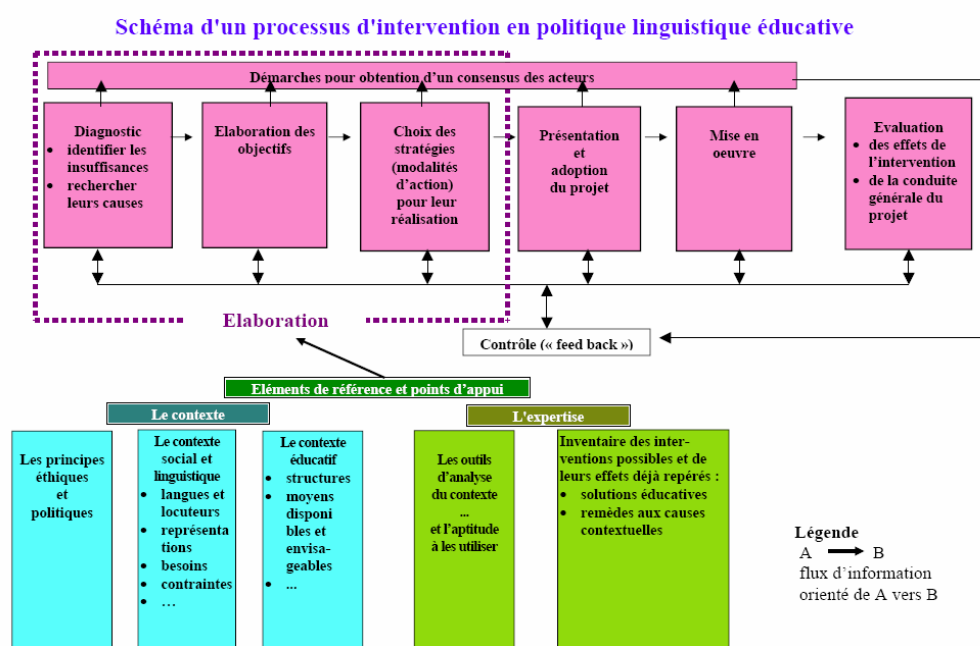 Schéma d'un processus d'intervention en politique linguistique éducative
Démarches pour obtention d'un consensus des acteurs
Diagnostic
• identifier les
insuffisances
• rechercher
leurs causes
Elaboration des
objectifs
Choix des
stratégies
(modalités
d'action)
pour leur
réalisation
Présentation
et
adoption
du projet
Mise en
oeuvre
Evaluation
• des effets de
l'intervention
• de la conduite
générale du
projet
Elaboration
Contrôle (« feed back »)
Eléments de référence et points d'appui
Le contexte
L'expertise
Les principes
éthiques
et
politiques
Le contexte
social et
linguistique
• langues et
locuteurs
• représenta
tions
• besoins
• contraintes
• …
Le contexte
éducatif
• structures
• moyens
disponi
bles et
envisa-
geables
• ...
Les outils
d'analyse
du contexte
...
et l'aptitude
à les utiliser
Inventaire des inter-
ventions possibles et de
leurs effets déjà repérés :
• solutions éducatives
• remèdes aux causes
contextuelles
Légende
A B
flux d'information
orienté de A vers B